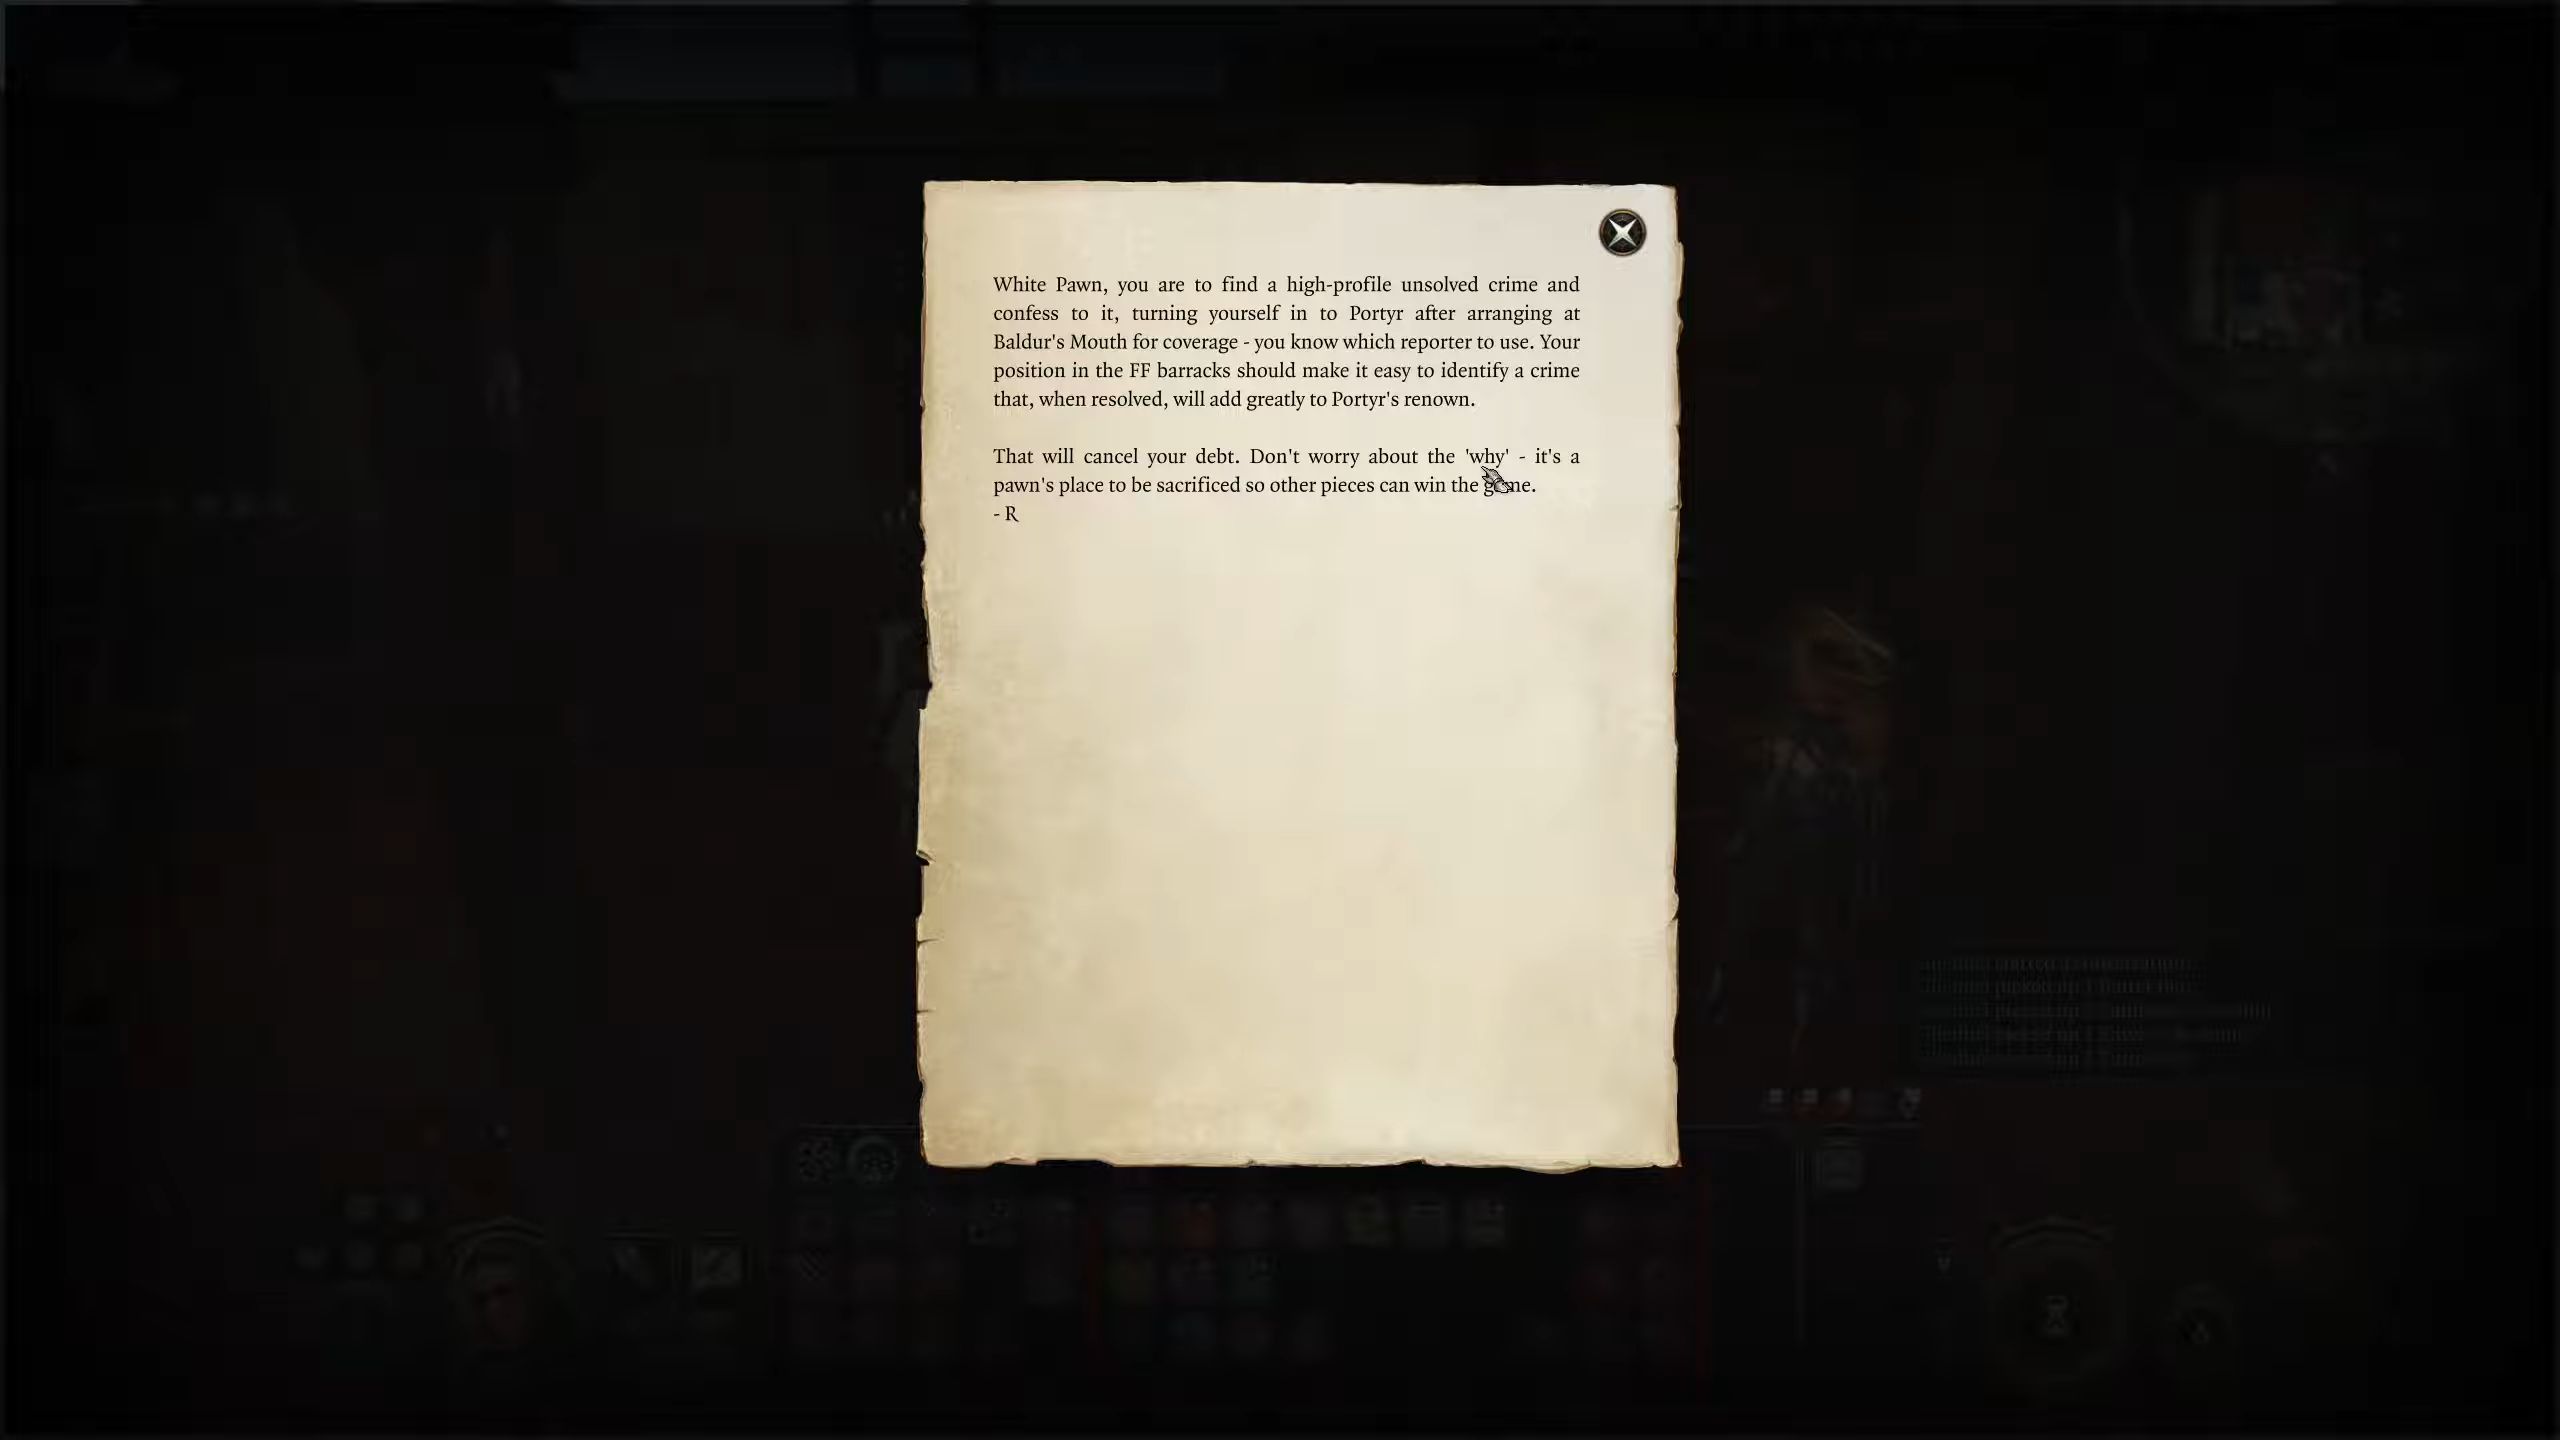 White Pawn, you are to find a high-profile unsolved crime and
confess to it, turning yourself in to Portyr after arranging at
Baldur's Mouth for coverage - you know which reporter to use. Your
position in the FF barracks should make it easy to identify a crime
that, when resolved, will add greatly to Portyr's renown.
That will cancel your debt. Don't worry about the 'why' - it's a
pawn's place to be sacrificed so other pieces can win the game.
- R